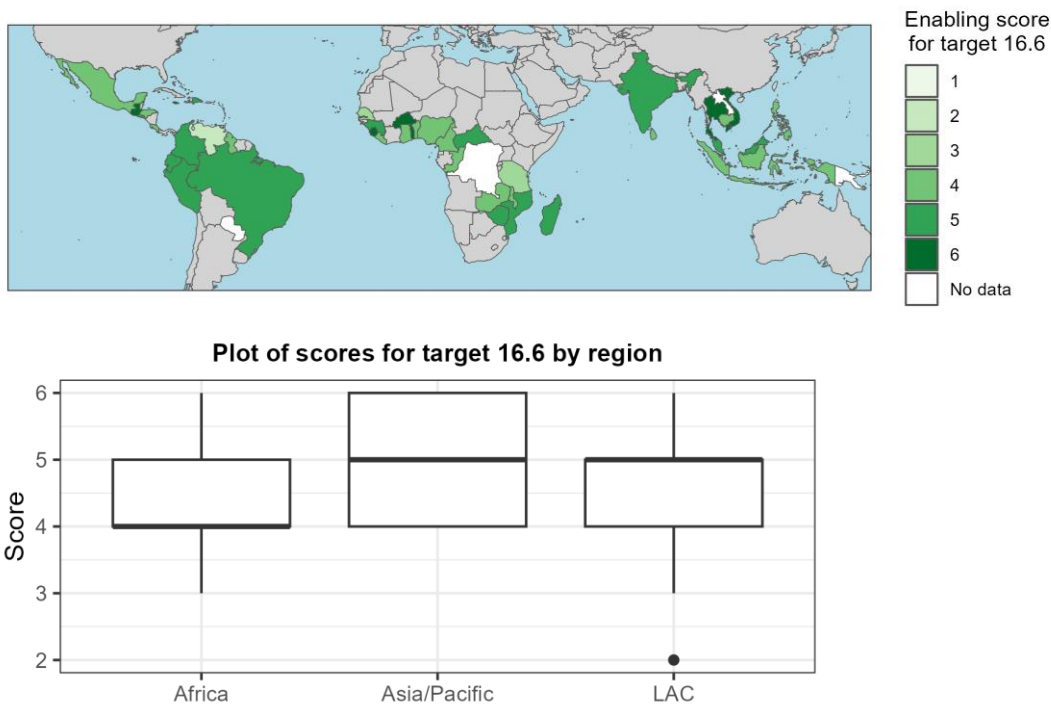 Enabling score
for target 16.6
1
2
3
4
5
6
No data
Plot of scores for target 16.6 by region
Score
6
5
4
3
2
Africa
Asia/Pacific
LAC